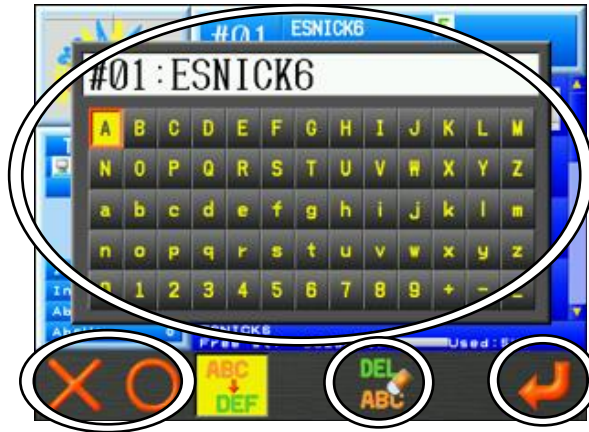 #01 ESNICK6
#01:ESNICK6
A B C D E F G H I J K L M
N O P Q R S T U V W X Y Z
a b c d e f g h i j k l m
n o p q r s t u v w x y z
0 1 2 3 4 5 6 7 8 9 + - _
ESNICK6
Used:
ABC
DEF
DEL
ABC